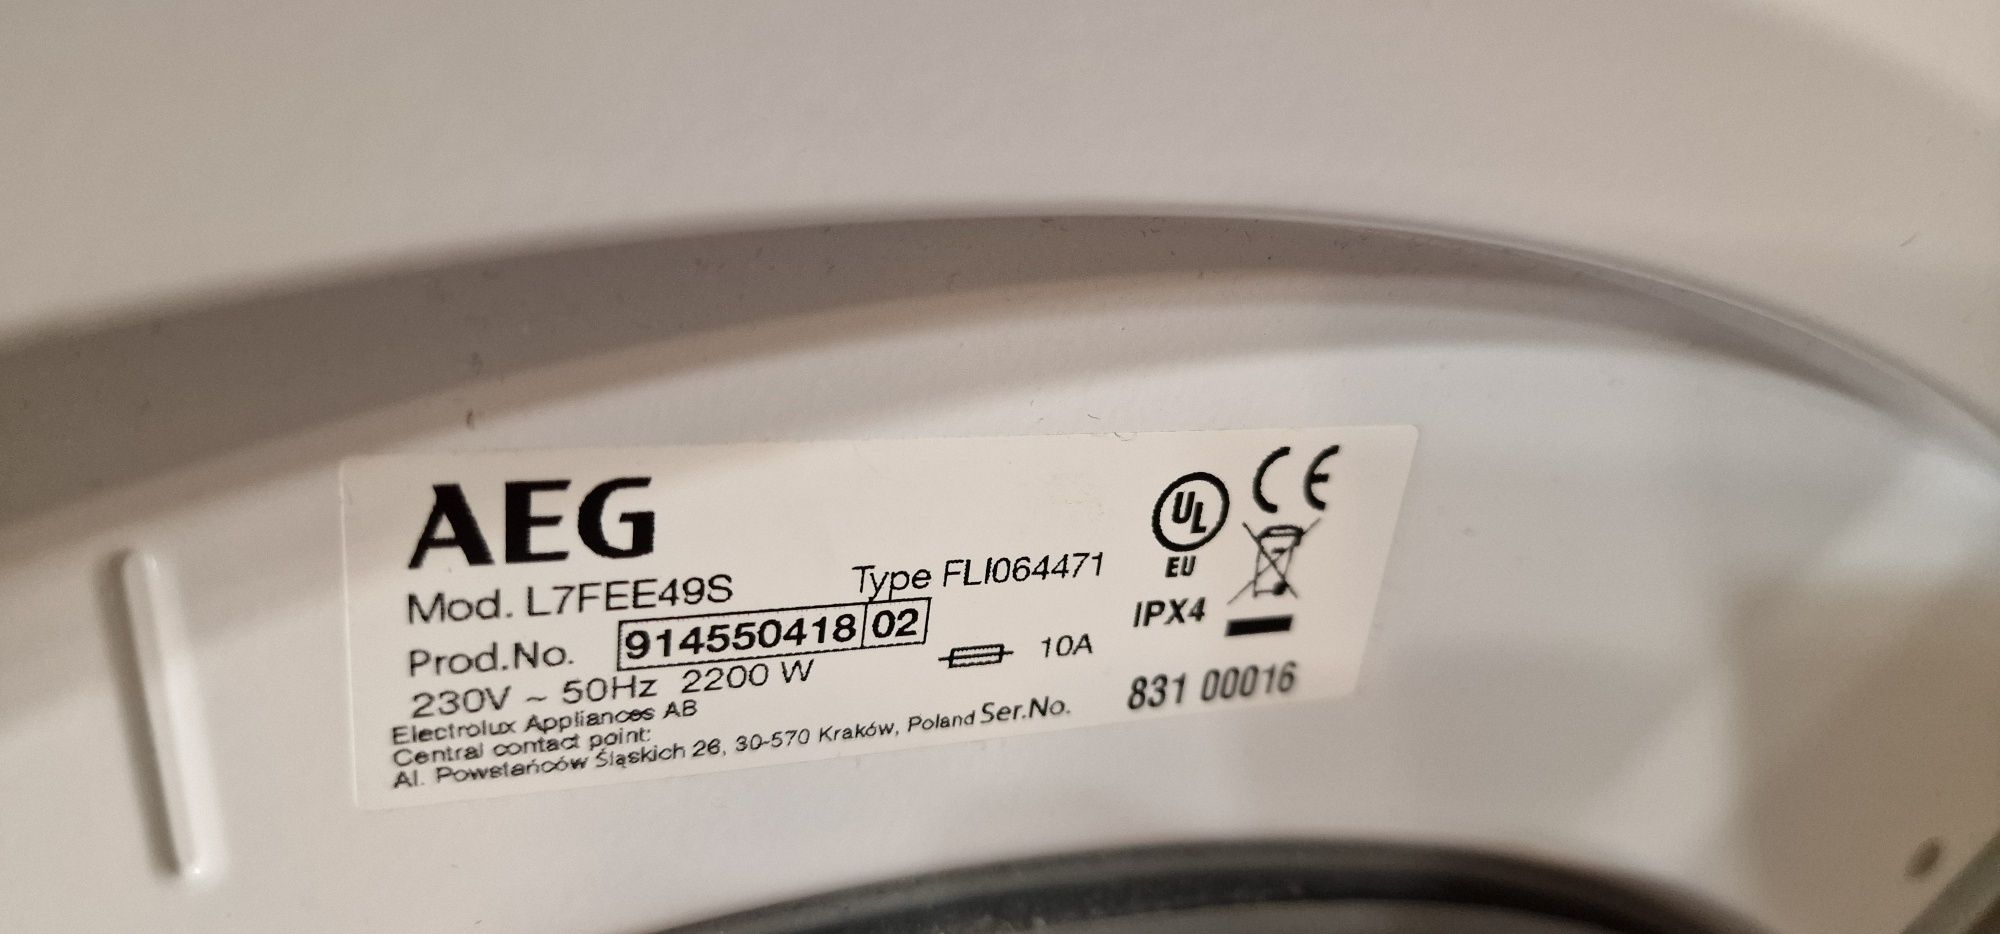 AEG
UL
EU
CE
Mod. L7FEE49S
Type FLI064471
Prod.No. 914550418 02
IPX4
230V ~ 50Hz 2200 W
10A
Electrolux Appliances AB
Central contact point:
Al. Powstańców Śląskich 26, 30-570 Kraków, Poland Ser.No. 831 00016